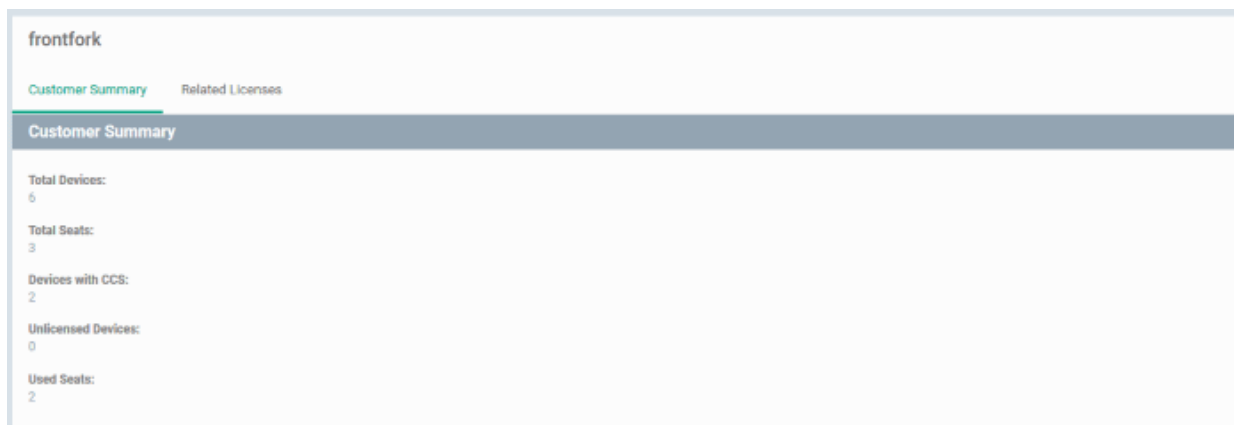 frontfork
Customer Summary Related Licenses
Customer Summary
Total Devices:
6
Total Seats:
3
Devices with CCS:
2
Unlicensed Devices:
0
Used Seats:
2